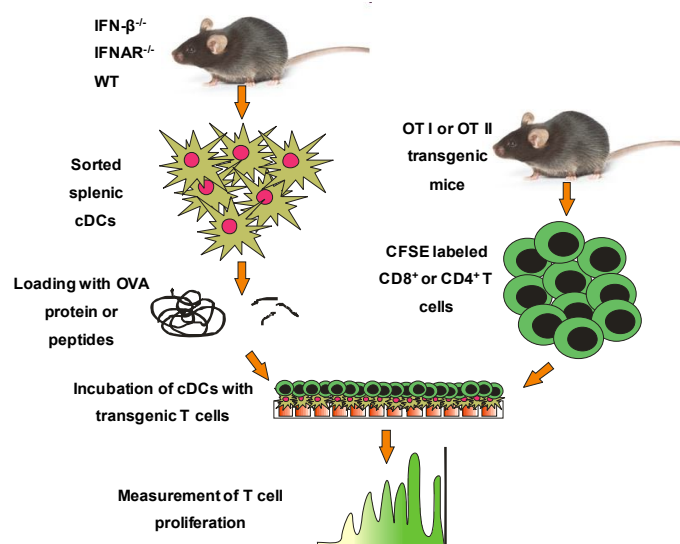 IFN-β-/-
IFNAR-/-
WT
Sorted
splenic
cDCs
OT I or OT II
transgenic
mice
CFSE labeled
CD8+ or CD4+ T
cells
Loading with OVA
protein or
peptides
Incubation of cDCs with
transgenic T cells
Measurement of T cell
proliferation